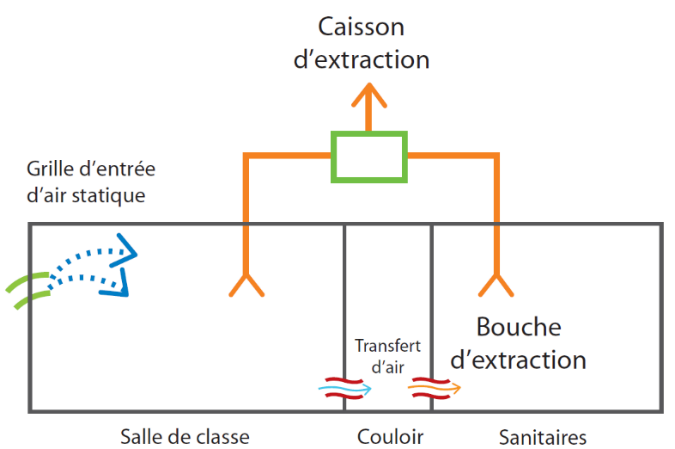 Caisson
d'extraction
Grille d'entrée
d'air statique
Transfert
d'air
Bouche
d'extraction
Salle de classe
Couloir
Sanitaires